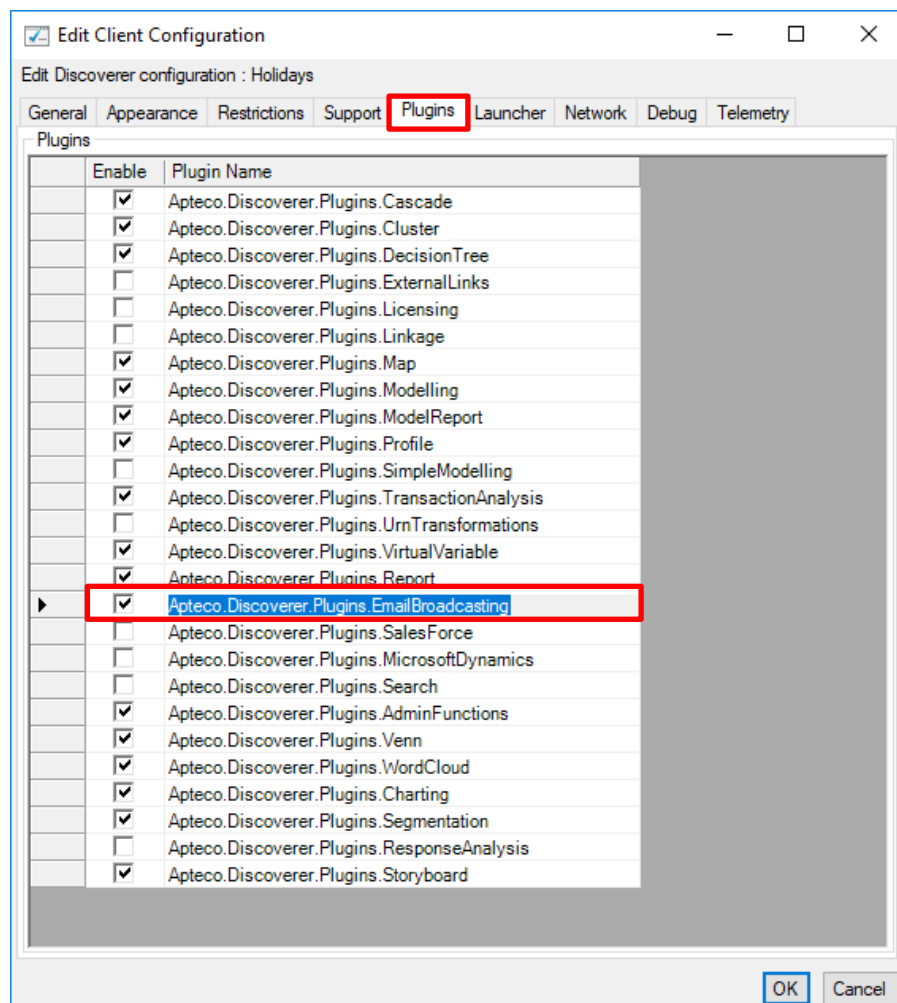 Edit Client Configuration
Edit Discoverer configuration : Holidays
General Appearance Restrictions Support Plugins Launcher Network Debug Telemetry
Plugins
Enable Plugin Name
Apteco.Discoverer.Plugins.Cascade
Apteco.Discoverer.Plugins.Cluster
Apteco.Discoverer.Plugins.DecisionTree
Apteco.Discoverer.Plugins.ExternalLinks
Apteco.Discoverer.Plugins.Licensing
Apteco.Discoverer.Plugins.Linkage
Apteco.Discoverer.Plugins.Map
Apteco.Discoverer.Plugins.Modelling
Apteco.Discoverer.Plugins.ModelReport
Apteco.Discoverer.Plugins.Profile
Apteco.Discoverer.Plugins.SimpleModelling
Apteco.Discoverer.Plugins.TransactionAnalysis
Apteco.Discoverer.Plugins.UrnTransformations
Apteco.Discoverer.Plugins.VirtualVariable
Apteco.Discoverer.Plugins.Report
Apteco.Discoverer.Plugins.EmailBroadcasting
Apteco.Discoverer.Plugins.SalesForce
Apteco.Discoverer.Plugins.MicrosoftDynamics
Apteco.Discoverer.Plugins.Search
Apteco.Discoverer.Plugins.AdminFunctions
Apteco.Discoverer.Plugins.Venn
Apteco.Discoverer.Plugins.WordCloud
Apteco.Discoverer.Plugins.Charting
Apteco.Discoverer.Plugins.Segmentation
Apteco.Discoverer.Plugins.ResponseAnalysis
Apteco.Discoverer.Plugins.Storyboard
OK Cancel